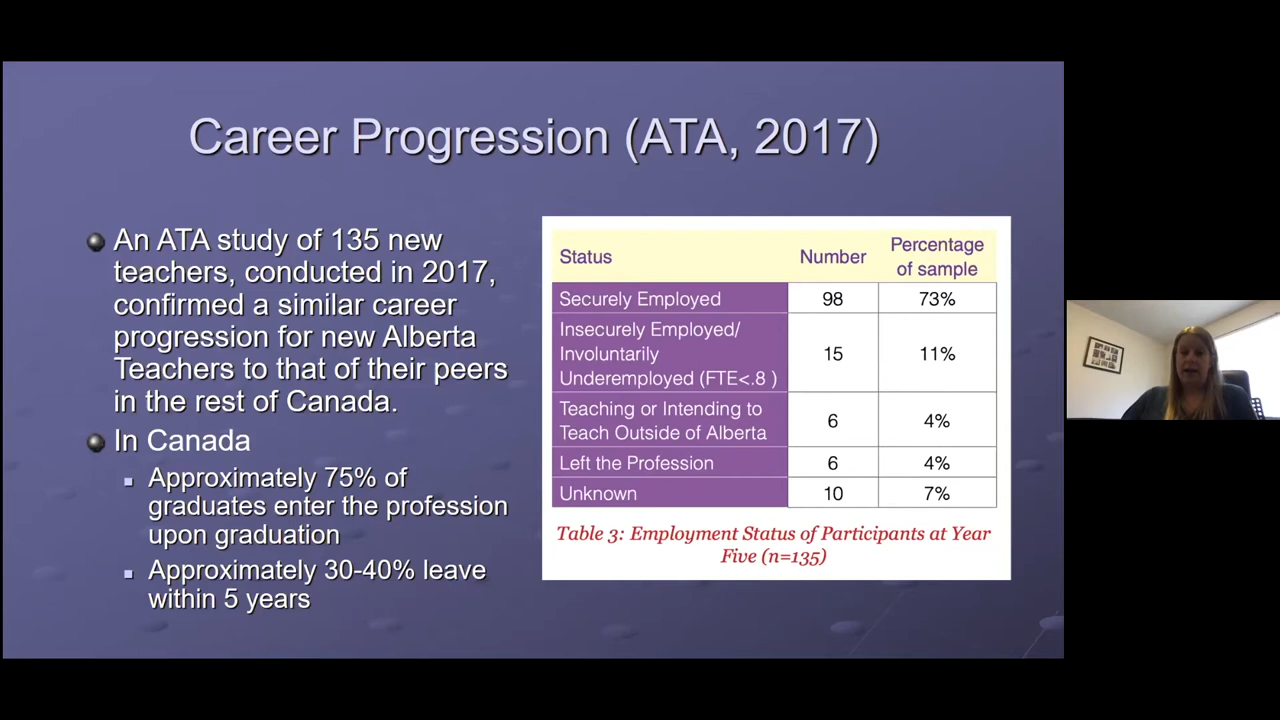 Career Progression (ATA, 2017)
An ATA study of 135 new
teachers, conducted in 2017,
confirmed a similar career
progression for new Alberta
Teachers to that of their peers
in the rest of Canada.
In Canada
Approximately 75% of
graduates enter the profession
upon graduation
Approximately 30-40% leave
within 5 years
Status Number Percentage of sample
Securely Employed 98 73%
Insecurely Employed/
Involuntarily
Underemployed (FTE<.8 ) 15 11%
Teaching or Intending to
Teach Outside of Alberta 6 4%
Left the Profession 6 4%
Unknown 10 7%
Table 3: Employment Status of Participants at Year
Five (n=135)